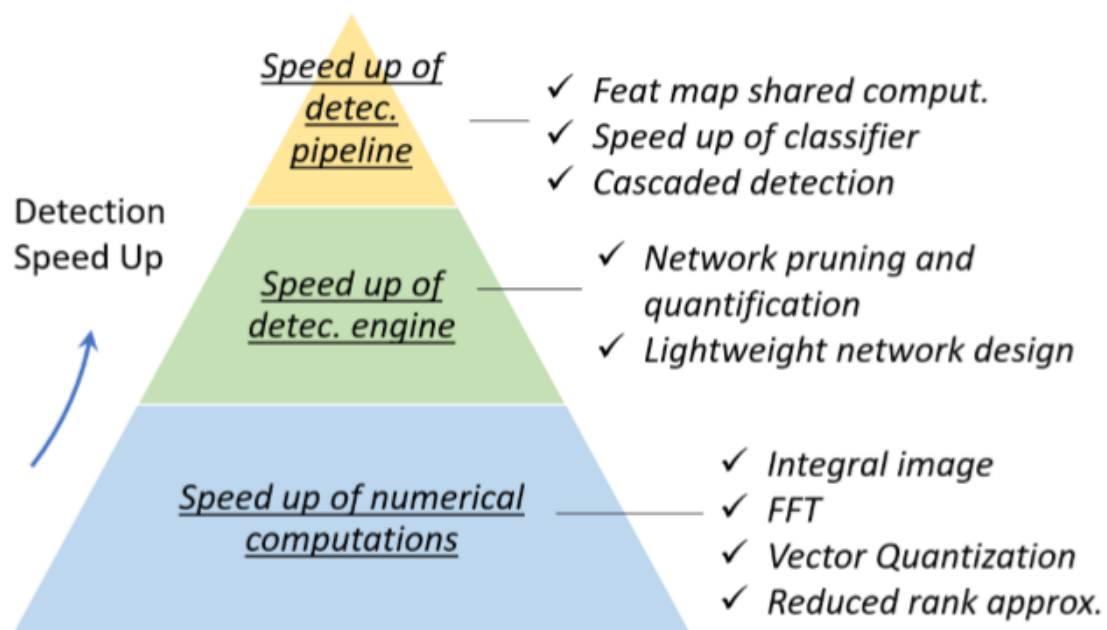 Speed up of
detec.
pipeline
✓ Feat map shared comput.
✓ Speed up of classifier
✓ Cascaded detection
Detection
Speed Up
Speed up of
detec. engine
✓ Network pruning and
quantification
✓ Lightweight network design
Speed up of numerical
computations
✓ Integral image
✓ FFT
✓ Vector Quantization
✓ Reduced rank approx.